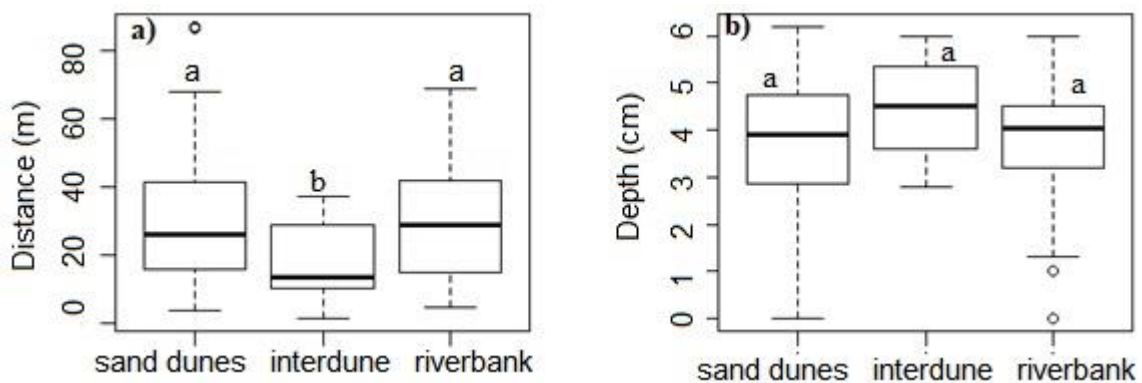 a)
Distance (m)
0 20 40 60 80
a
b
a
sand dunes interdune riverbank
b)
Depth (cm)
0 1 2 3 4 5 6
a
a
a
sand dunes interdune riverbank